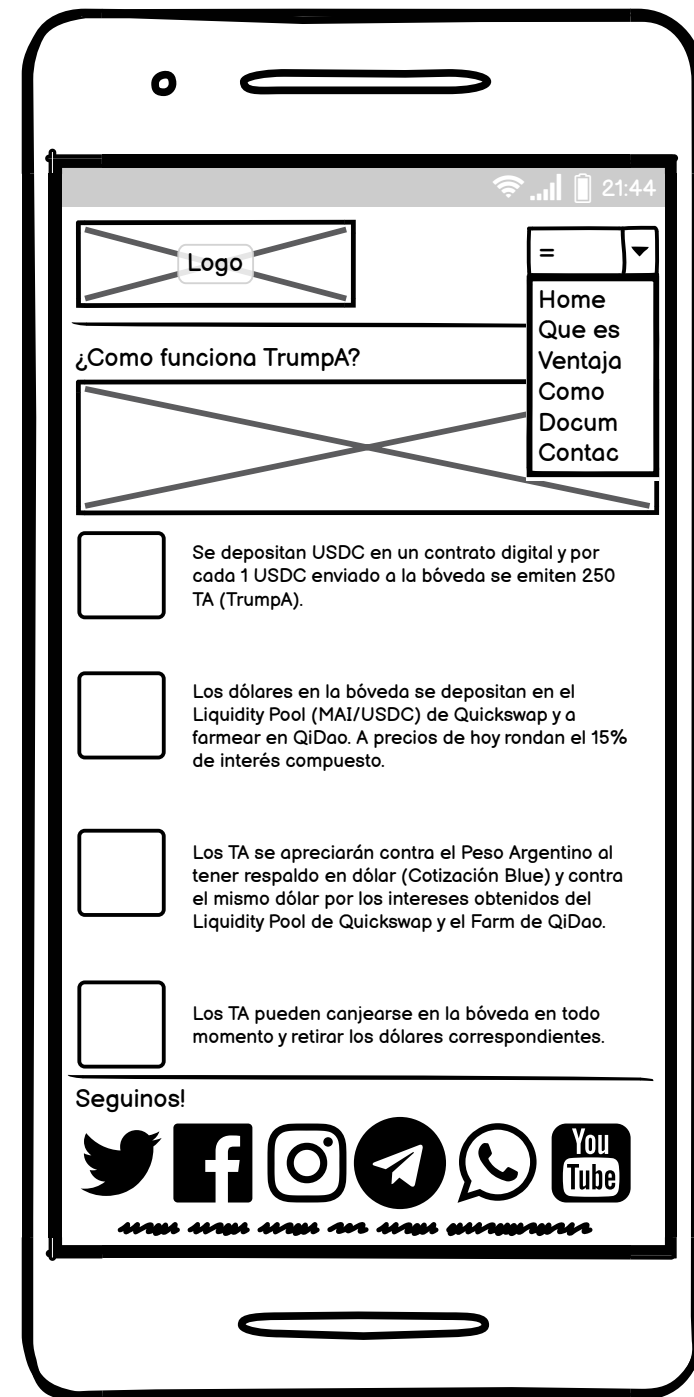 21:44
Logo
=
Home
Que es
Ventaja
Como
Docum
Contac
¿Como funciona TrumpA?
Se depositan USDC en un contrato digital y por
cada 1 USDC enviado a la bóveda se emiten 250
TA (TrumpA).
Los dólares en la bóveda se depositan en el
Liquidity Pool (MAI/USDC) de Quickswap y a
farmear en QiDao. A precios de hoy rondan el 15%
de interés compuesto.
Los TA se apreciarán contra el Peso Argentino al
tener respaldo en dólar (Cotización Blue) y contra
el mismo dólar por los intereses obtenidos del
Liquidity Pool de Quickswap y el Farm de QiDao.
Los TA pueden canjearse en la bóveda en todo
momento y retirar los dólares correspondientes.
Seguinos!
You
Tube